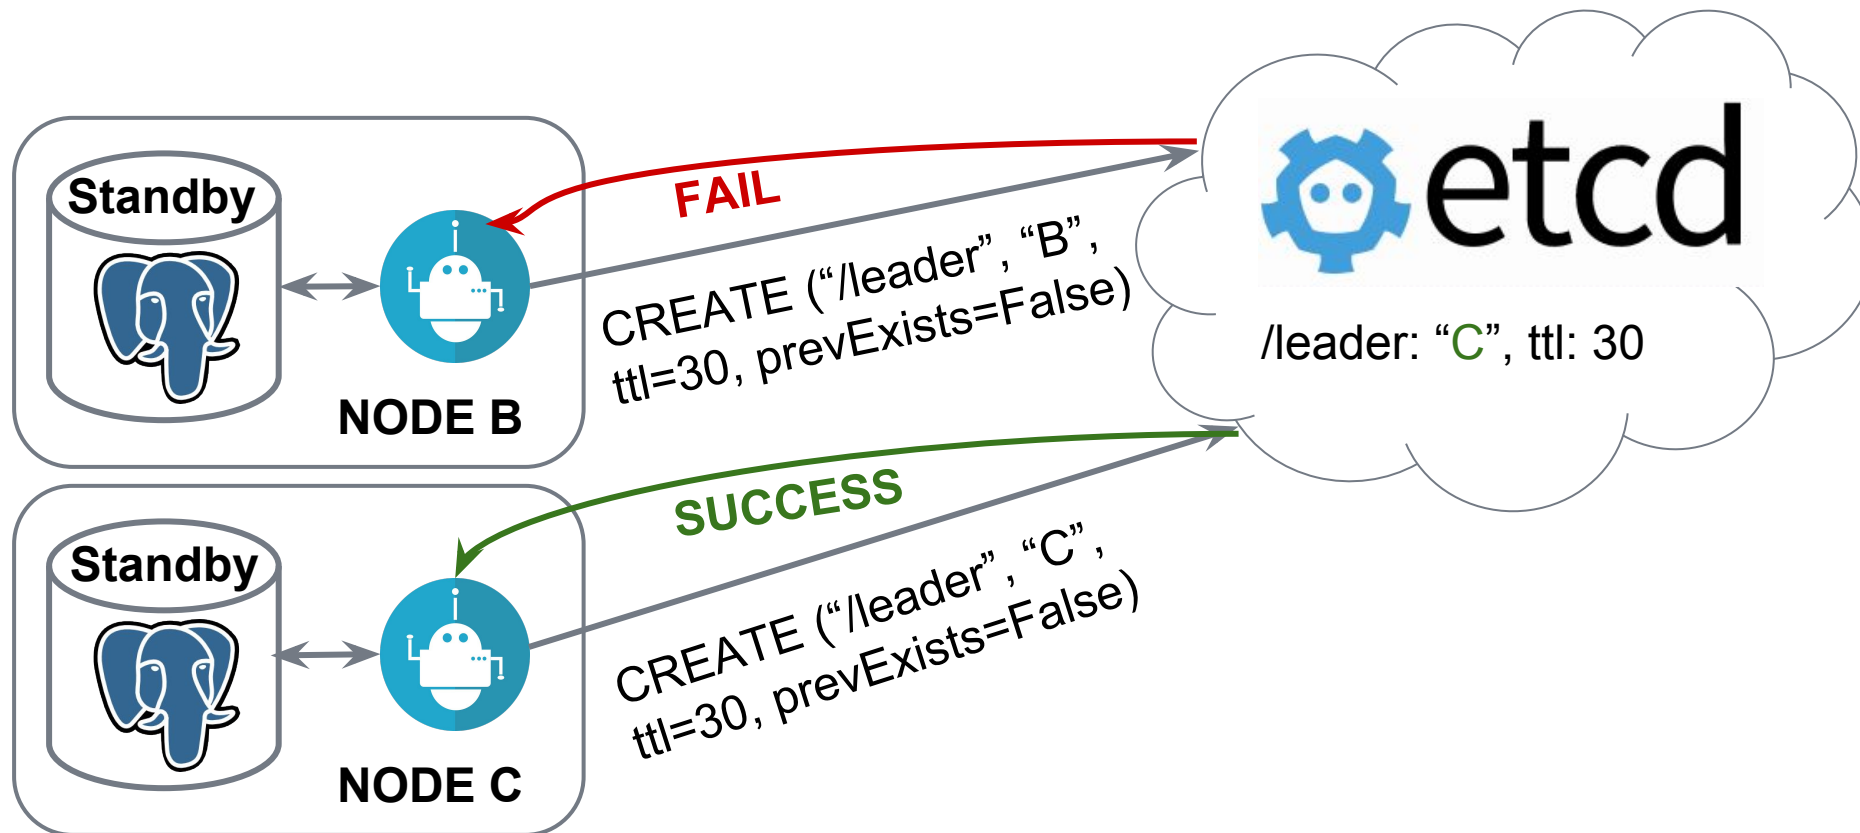 Standby
NODE B
FAIL
CREATE (“/leader”, “B”,
ttl=30, prevExists=False)
etcd
/leader: “C”, ttl: 30
Standby
NODE C
SUCCESS
CREATE (“/leader”, “C”,
ttl=30, prevExists=False)